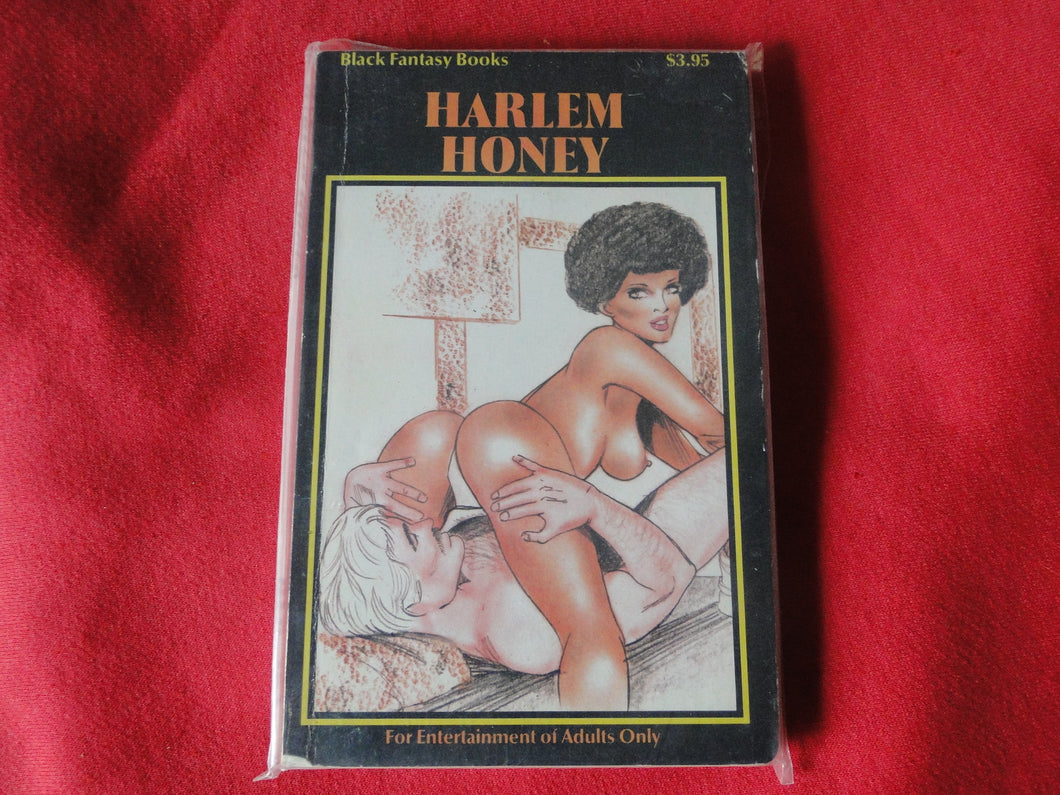 Black Fantasy Books $3.95
HARLEM
HONEY
For Entertainment of Adults Only